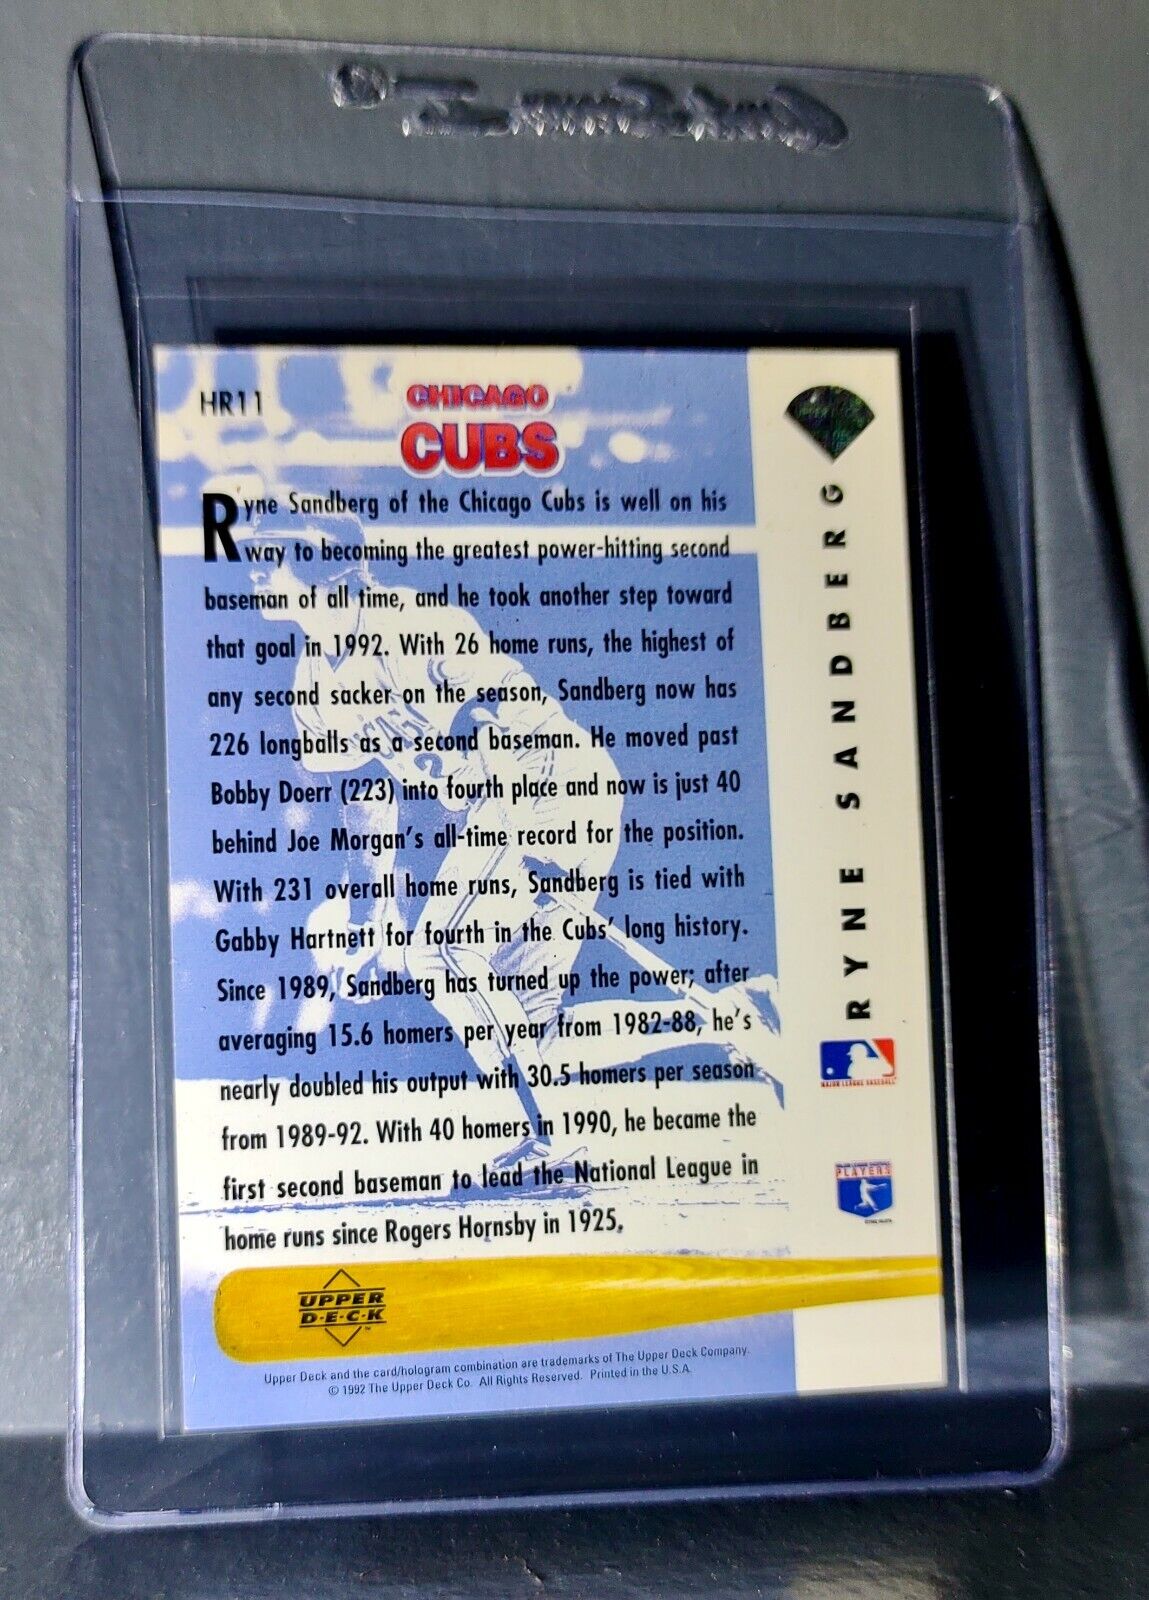 HR11
CHICAGO
CUBS
Ryne Sandberg of the Chicago Cubs is well on his
way to becoming the greatest power-hitting second
baseman of all time, and he took another step toward
that goal in 1992. With 26 home runs, the highest of
any second sacker on the season, Sandberg now has
226 longballs as a second baseman. He moved past
Bobby Doerr (223) into fourth place and now is just 40
behind Joe Morgan's all-time record for the position.
With 231 overall home runs, Sandberg is tied with
Gabby Hartnett for fourth in the Cubs' long history.
Since 1989, Sandberg has turned up the power; after
averaging 15.6 homers per year from 1982-88, he's
nearly doubled his output with 30.5 homers per season
from 1989-92. With 40 homers in 1990, he became the
first second baseman to lead the National League in
home runs since Rogers Hornsby in 1925.
UPPER
D·E·C·K
Upper Deck and the card/hologram combination are trademarks of The Upper Deck Company.
© 1992 The Upper Deck Co. All Rights Reserved. Printed in the U.S.A.
UPPER DECK
RYNE SANDBERG
MAJOR LEAGUE BASEBALL
PLAYERS